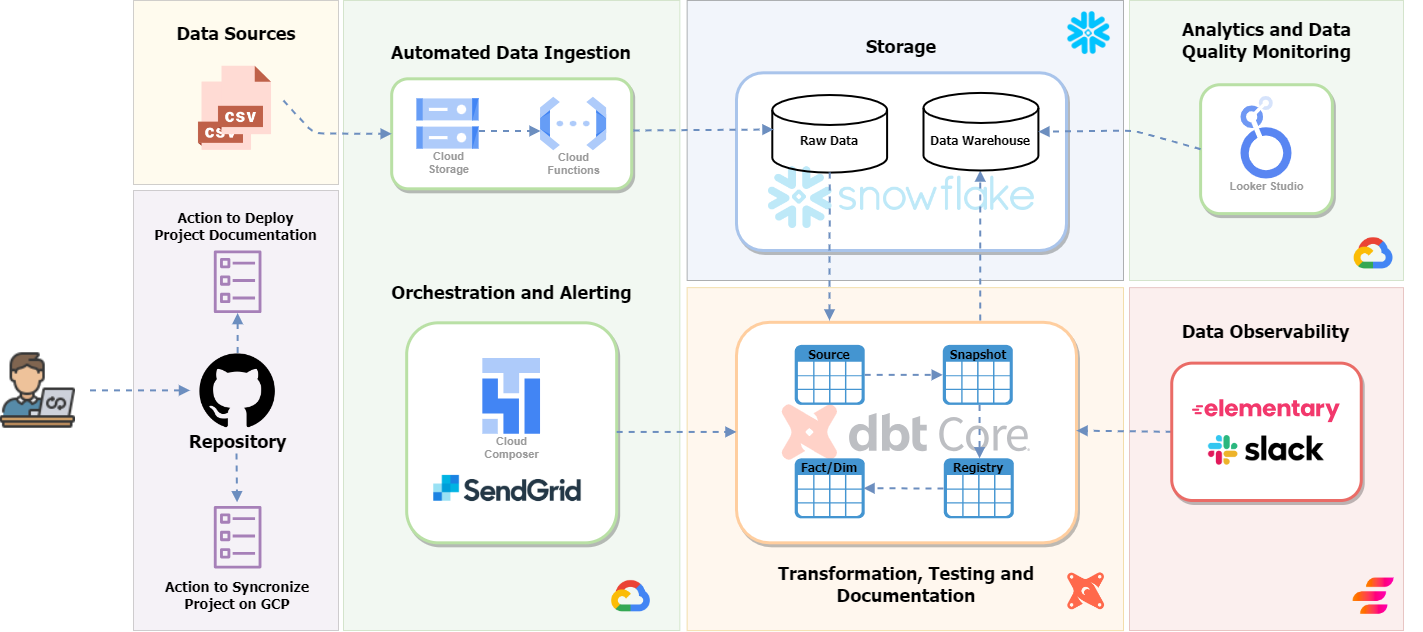 Data Sources
CSV
CSV
Automated Data Ingestion
Cloud
Storage
Cloud
Functions
Storage
Raw Data
Data Warehouse
snowflake
Analytics and Data
Quality Monitoring
Looker Studio
Action to Deploy
Project Documentation
Repository
Action to Syncronize
Project on GCP
Orchestration and Alerting
Cloud
Composer
SendGrid
Source
Snapshot
dbt Core
Fact/Dim
Registry
Transformation, Testing and
Documentation
Data Observability
elementary
slack